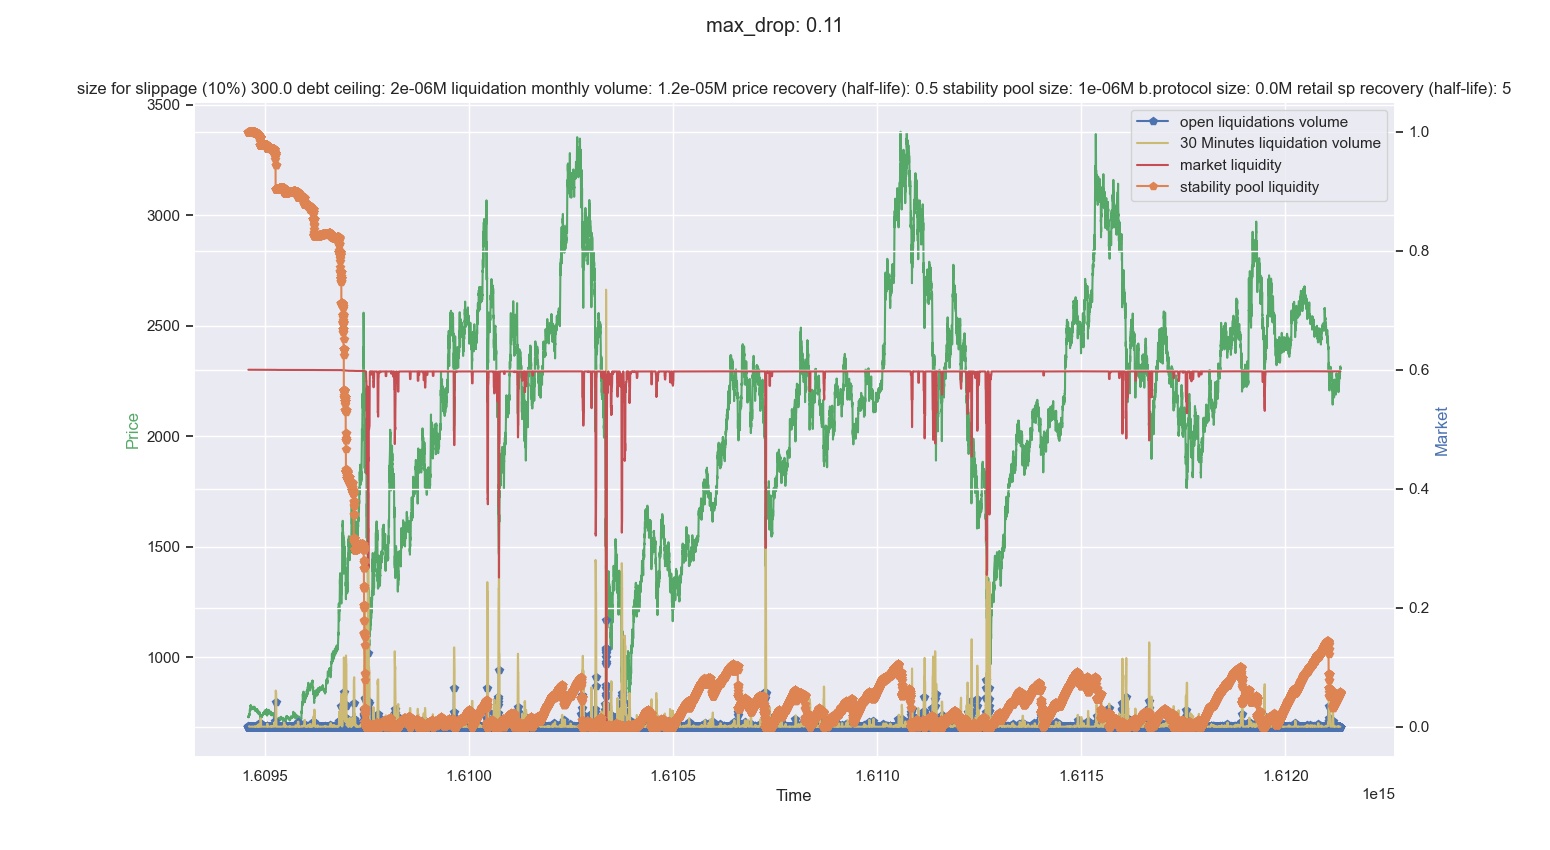 max_drop: 0.11
size for slippage (10%) 300.0 debt ceiling: 2e-06M liquidation monthly volume: 1.2e-05M price recovery (half-life): 0.5 stability pool size: 1e-06M b.protocol size: 0.0M retail sp recovery (half-life): 5
open liquidations volume
30 Minutes liquidation volume
market liquidity
stability pool liquidity
3500
3000
2500
2000
1500
1000
Price
1.0
0.8
0.6
0.4
0.2
0.0
Market
1.6095 1.6100 1.6105 1.6110 1.6115 1.6120
Time
1e15